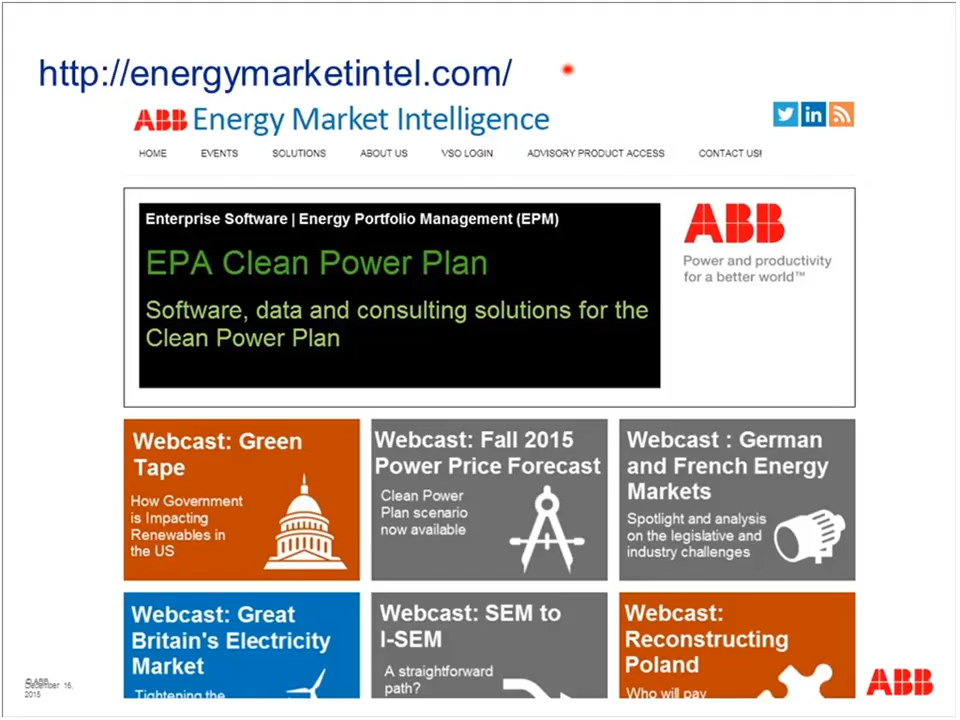 http://energymarketintel.com/
ABB Energy Market Intelligence
HOME EVENTS SOLUTIONS ABOUT US VSO LOGIN ADVISORY PRODUCT ACCESS CONTACT US!
Enterprise Software | Energy Portfolio Management (EPM)
EPA Clean Power Plan
Software, data and consulting solutions for the
Clean Power Plan
ABB
Power and productivity
for a better world™
Webcast: Green
Tape
How Government
is Impacting
Renewables in
the US
Webcast: Fall 2015
Power Price Forecast
Clean Power
Plan scenario
now available
Webcast : German
and French Energy
Markets
Spotlight and analysis
on the legislative and
industry challenges
Webcast: Great
Britain's Electricity
Market
Tightening the
Webcast: SEM to
I-SEM
A straightforward
path?
Webcast:
Reconstructing
Poland
Who will pay
December 16,
2015
ABB